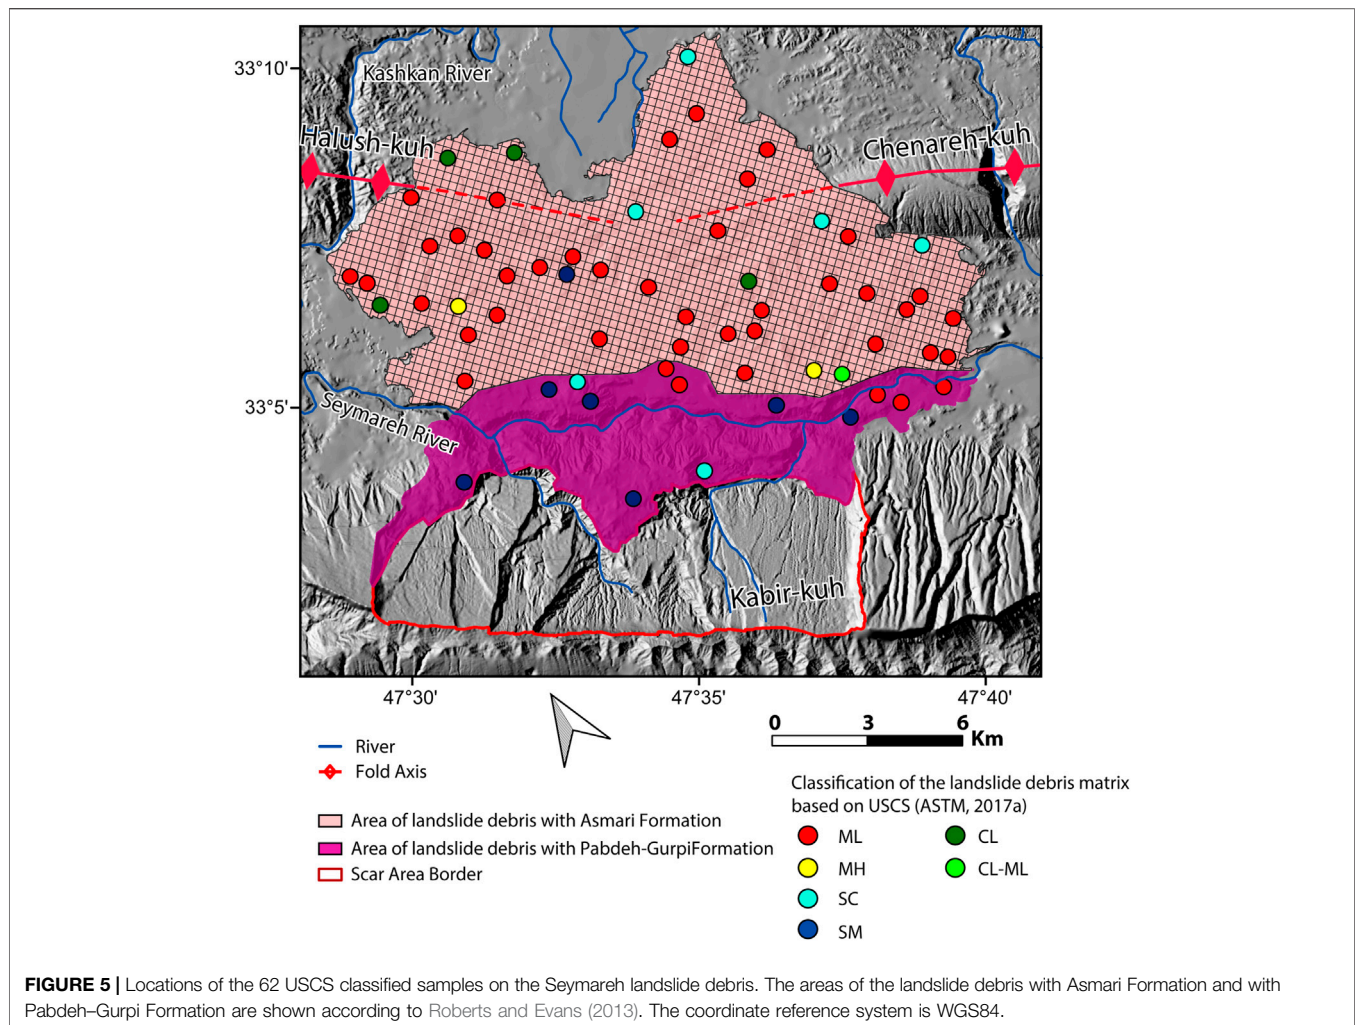 33°10'
Kashkan River
Halush-kuh
Chenareh-kuh
33°5'
Seymareh River
Kabir-kuh
47°30'
47°35'
47°40'
0 3 6
Km
River
Fold Axis
Area of landslide debris with Asmari Formation
Area of landslide debris with Pabdeh-GurpiFormation
Scar Area Border
Classification of the landslide debris matrix
based on USCS (ASTM, 2017a)
ML CL
MH CL-ML
SC
SM
FIGURE 5 | Locations of the 62 USCS classified samples on the Seymareh landslide debris. The areas of the landslide debris with Asmari Formation and with
Pabdeh–Gurpi Formation are shown according to Roberts and Evans (2013). The coordinate reference system is WGS84.